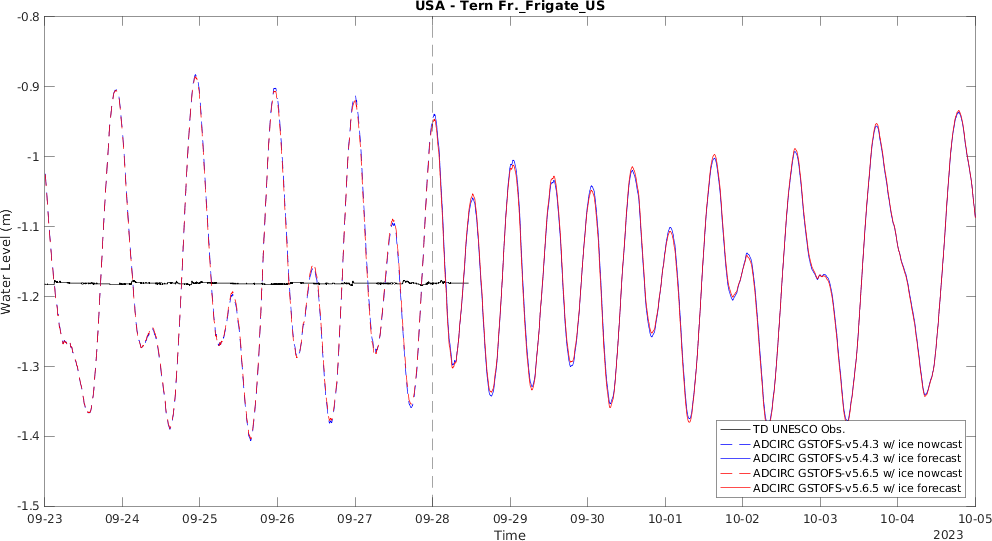 USA - Tern Fr._Frigate_US
-0.8
-0.9
-1
-1.1
-1.2
-1.3
-1.4
-1.5
Water Level (m)
TD UNESCO Obs.
ADCIRC GSTOFS-v5.4.3 w/ ice nowcast
ADCIRC GSTOFS-v5.4.3 w/ ice forecast
ADCIRC GSTOFS-v5.6.5 w/ ice nowcast
ADCIRC GSTOFS-v5.6.5 w/ ice forecast
09-23 09-24 09-25 09-26 09-27 09-28 09-29 09-30 10-01 10-02 10-03 10-04 10-05
Time
2023